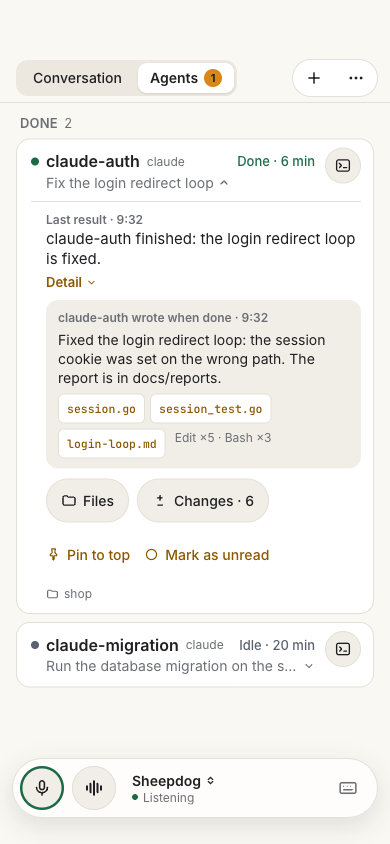 Conversation
Agents 1
DONE 2
claude-auth claude Done · 6 min
Fix the login redirect loop
Last result · 9:32
claude-auth finished: the login redirect loop
is fixed.
Detail
claude-auth wrote when done · 9:32
Fixed the login redirect loop: the session
cookie was set on the wrong path. The
report is in docs/reports.
session.go session_test.go
login-loop.md Edit ×5 · Bash ×3
Files Changes · 6
Pin to top Mark as unread
shop
claude-migration claude Idle · 20 min
Run the database migration on the s...
Sheepdog
Listening